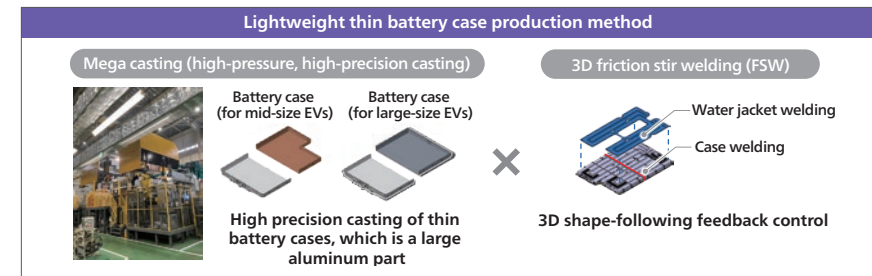 Lightweight thin battery case production method
Mega casting (high-pressure, high-precision casting)
3D friction stir welding (FSW)
Battery case
(for mid-size EVs)
Battery case
(for large-size EVs)
Water jacket welding
Case welding
High precision casting of thin
battery cases, which is a large
aluminum part
3D shape-following feedback control